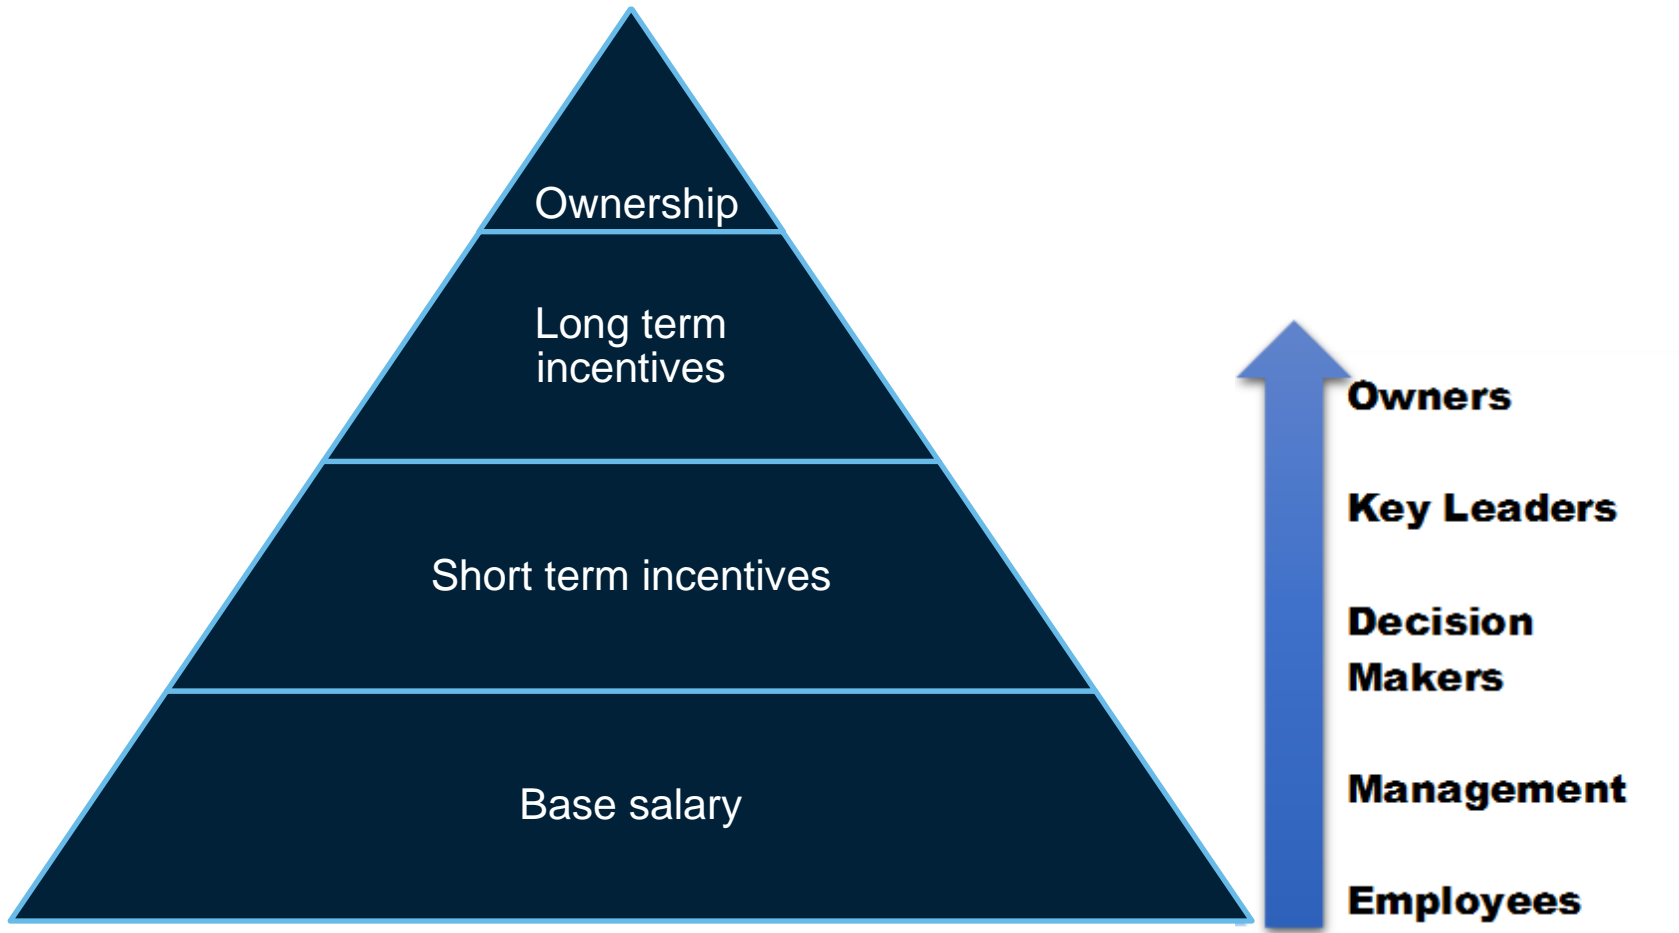 Ownership
Long term
incentives
Short term incentives
Base salary
Owners
Key Leaders
Decision
Makers
Management
Employees